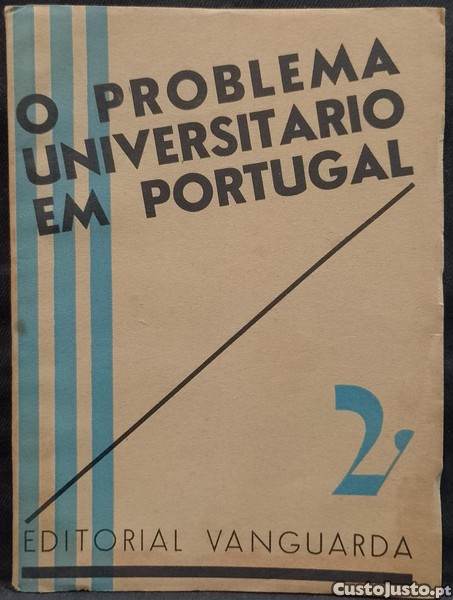 O PROBLEMA
UNIVERSITARIO
EM PORTUGAL
2,
EDITORIAL VANGUARDA
CustoJusto.pt